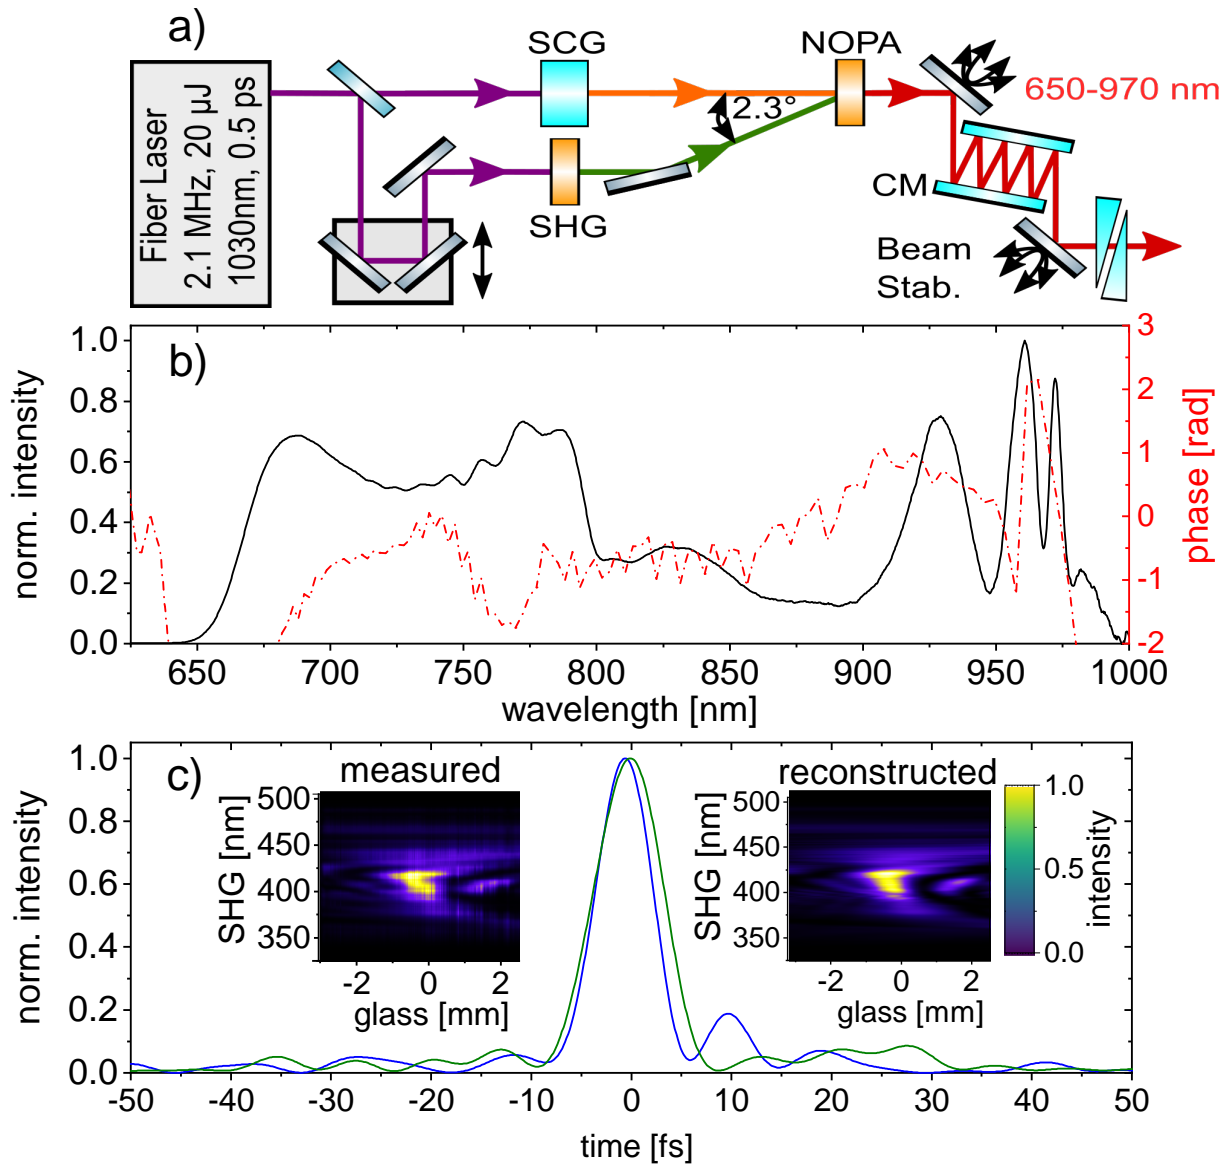 a)
SCG
NOPA
650-970 nm
2.3°
Fiber Laser
2.1 MHz, 20 µJ
1030nm, 0.5 ps
SHG
CM
Beam
Stab.
b)
norm. intensity
1.0
0.8
0.6
0.4
0.2
0.0
3
2
1
0
-1
-2
phase [rad]
650
700
750
800
850
900
950
1000
wavelength [nm]
c)
norm. intensity
1.0
0.8
0.6
0.4
0.2
0.0
measured
SHG [nm]
500
450
400
350
-2
0
2
glass [mm]
reconstructed
SHG [nm]
500
450
400
350
-2
0
2
glass [mm]
1.0
0.5
0.0
intensity
-50
-40
-30
-20
-10
0
10
20
30
40
50
time [fs]